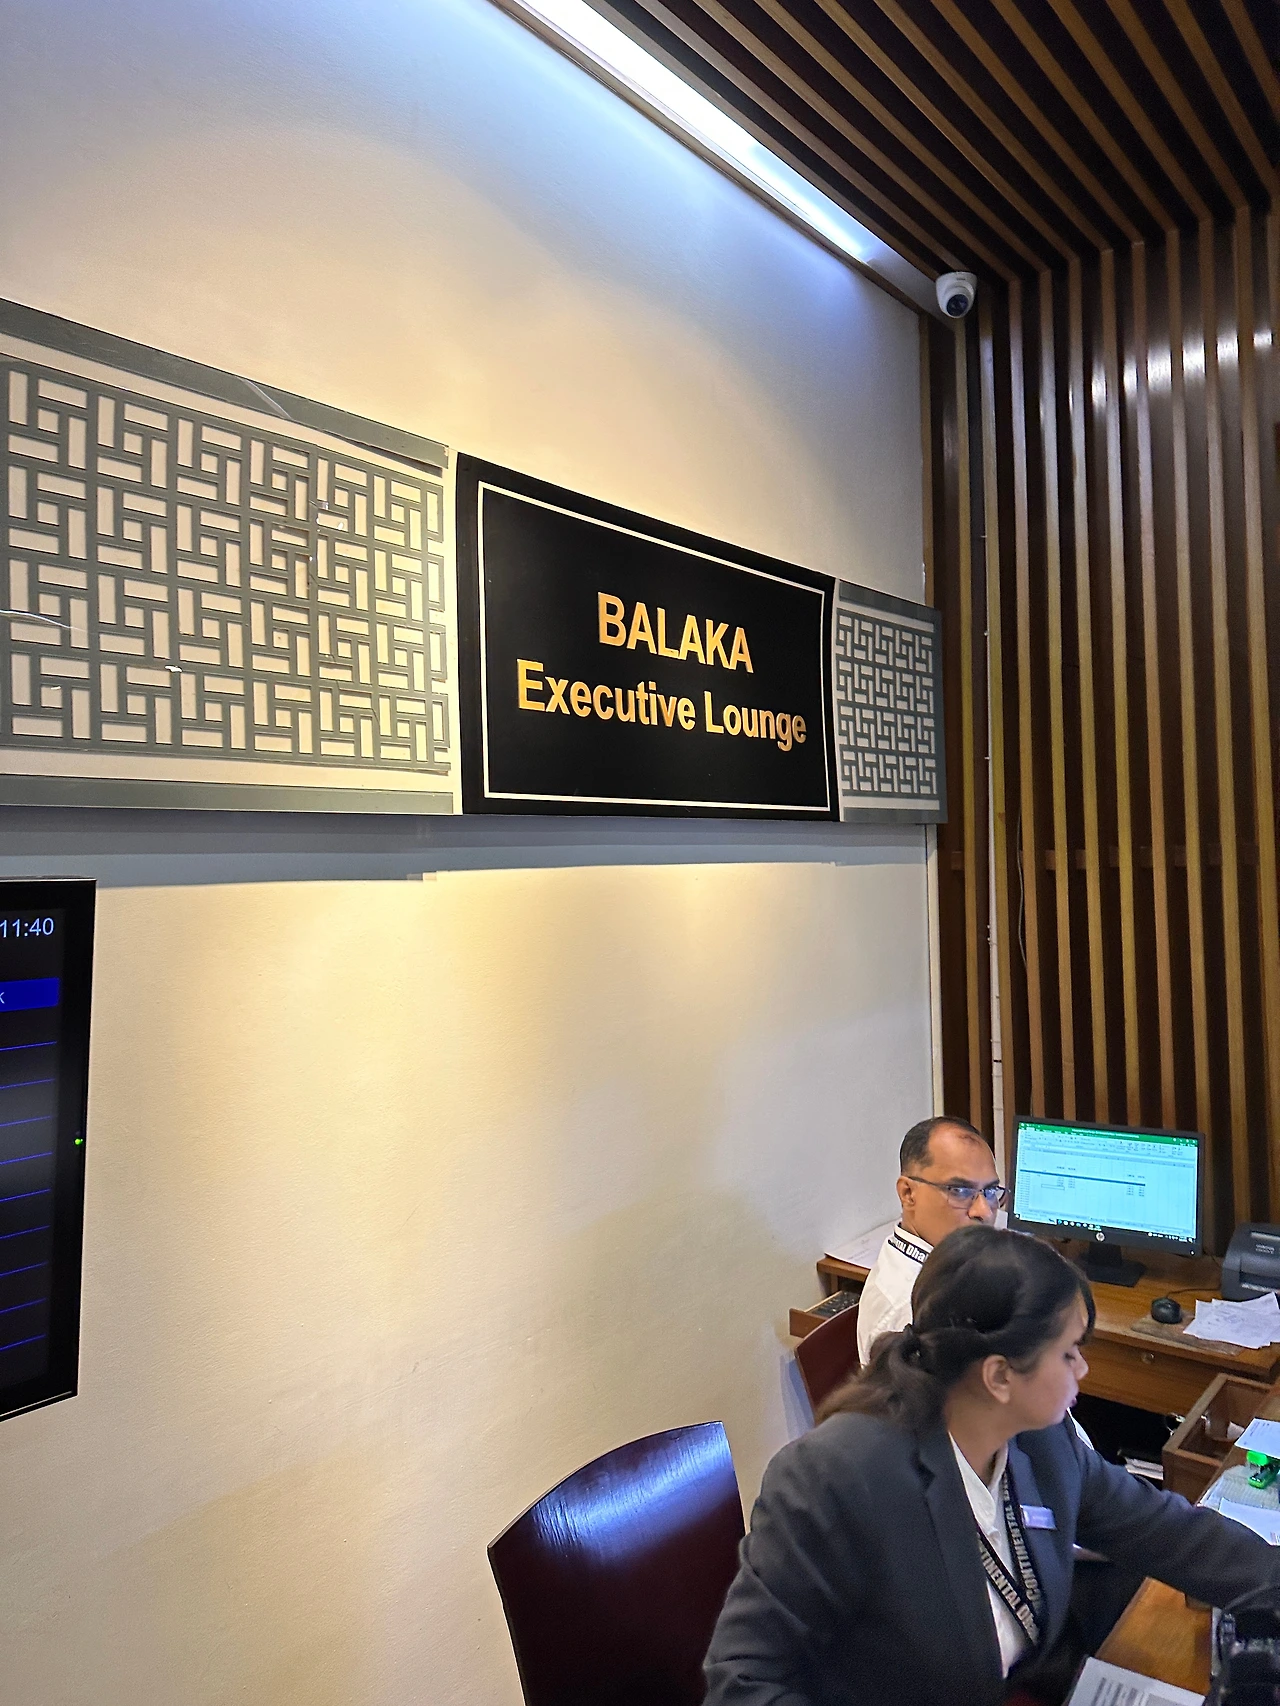 BALAKA
Executive Lounge
11:40
K